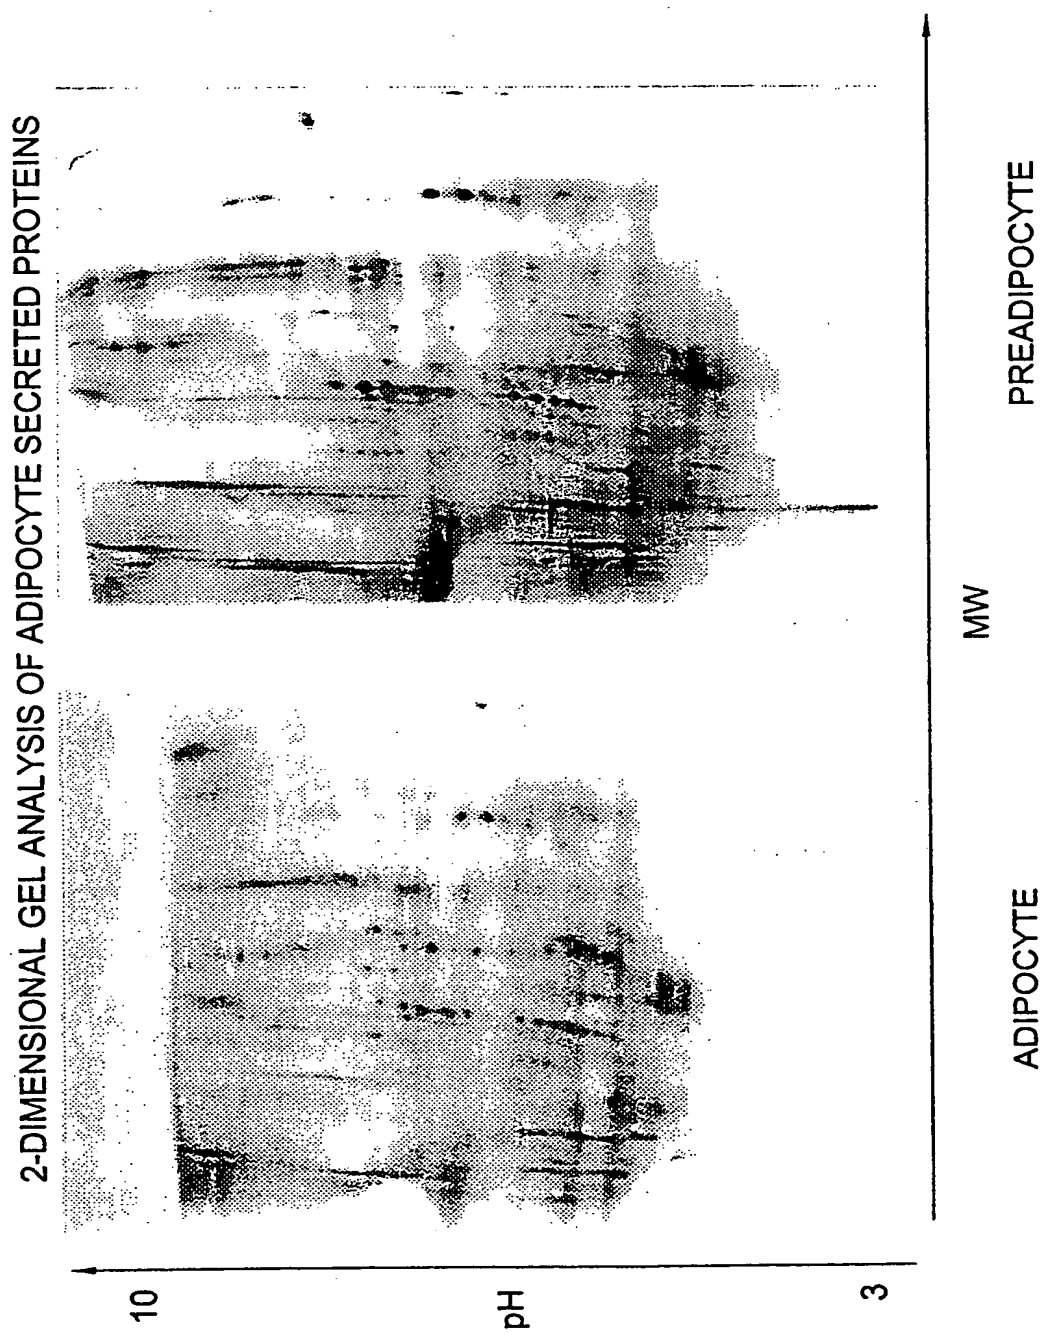 2-DIMENSIONAL GEL ANALYSIS OF ADIPOCYTE SECRETED PROTEINS
10
pH
3
MW
ADIPOCYTE
PREADIPOCYTE